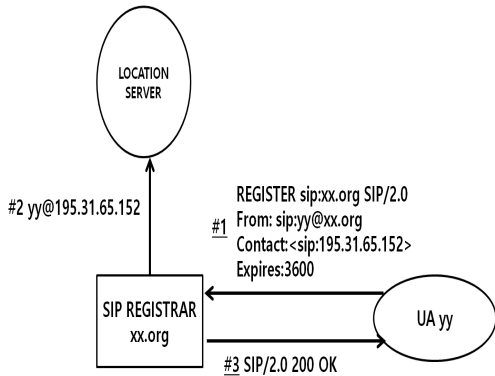 LOCATION
SERVER
#2 yy@195.31.65.152
#1
REGISTER sip:xx.org SIP/2.0
From: sip:yy@xx.org
Contact:<sip:195.31.65.152>
Expires:3600
SIP REGISTRAR
xx.org
UA yy
#3 SIP/2.0 200 OK